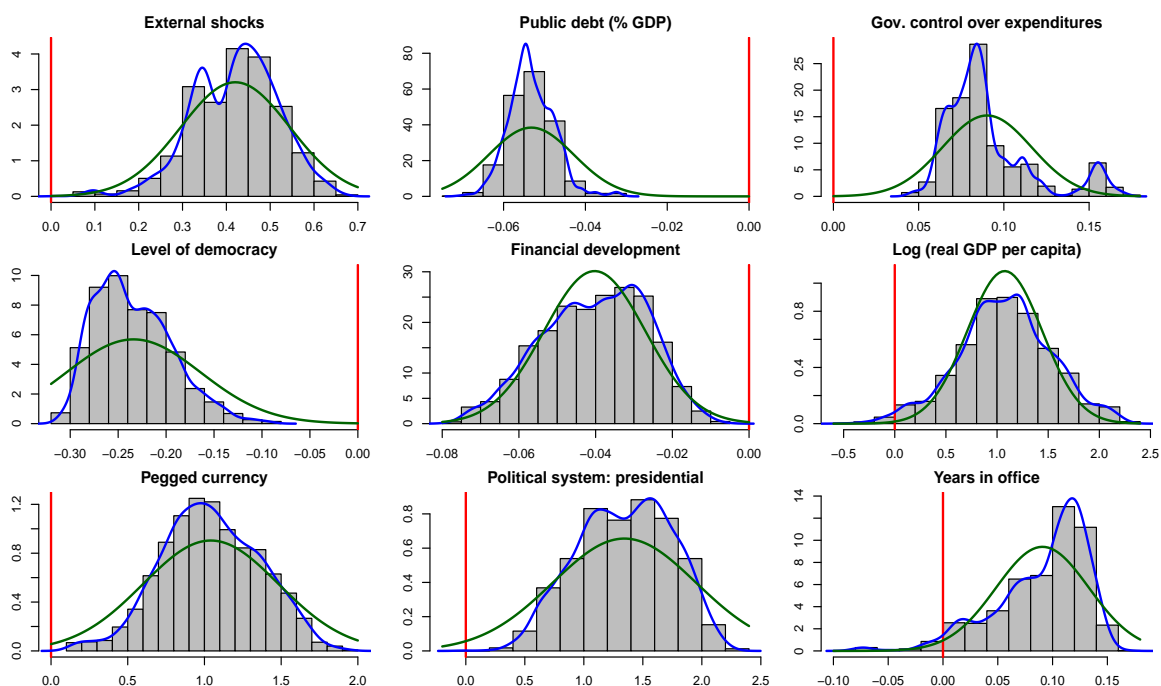 External shocks
0 1 2 3 4
0.0 0.1 0.2 0.3 0.4 0.5 0.6 0.7
Public debt (% GDP)
0 20 40 60 80
−0.06 −0.04 −0.02 0.00
Gov. control over expenditures
0 5 10 15 20 25
0.00 0.05 0.10 0.15
Level of democracy
0 2 4 6 8 10
−0.30 −0.25 −0.20 −0.15 −0.10 −0.05 0.00
Financial development
0 5 10 20 30
−0.08 −0.06 −0.04 −0.02 0.00
Log (real GDP per capita)
0.0 0.4 0.8
−0.5 0.0 0.5 1.0 1.5 2.0 2.5
Pegged currency
0.0 0.4 0.8 1.2
0.0 0.5 1.0 1.5 2.0
Political system: presidential
0.0 0.2 0.4 0.6 0.8
0.0 0.5 1.0 1.5 2.0 2.5
Years in office
0 2 4 6 8 10 14
−0.10 −0.05 0.00 0.05 0.10 0.15